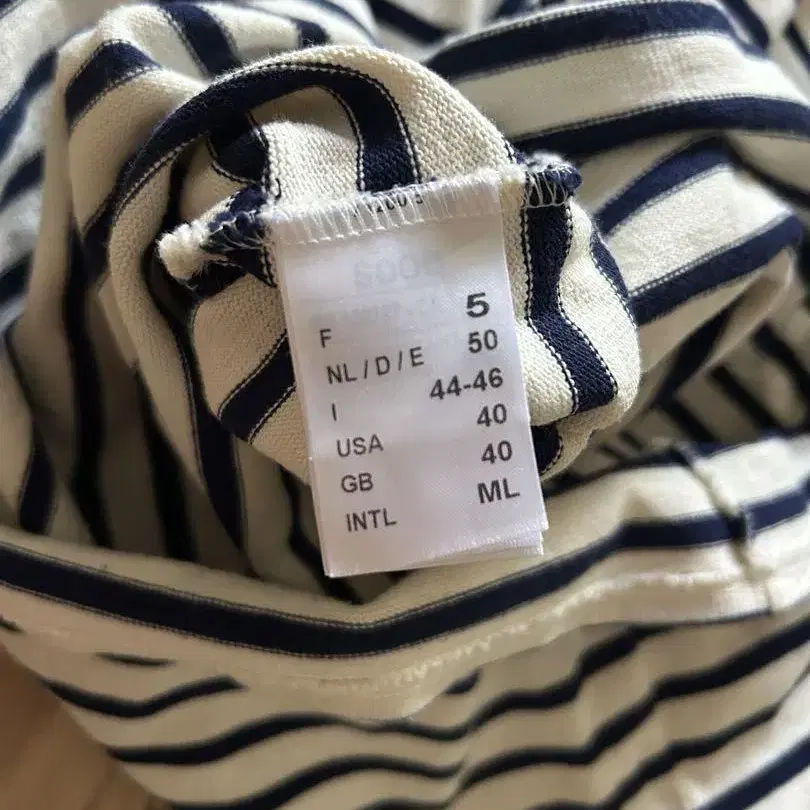 F 5
NL / D / E 50
I 44-46
USA 40
GB 40
INTL ML